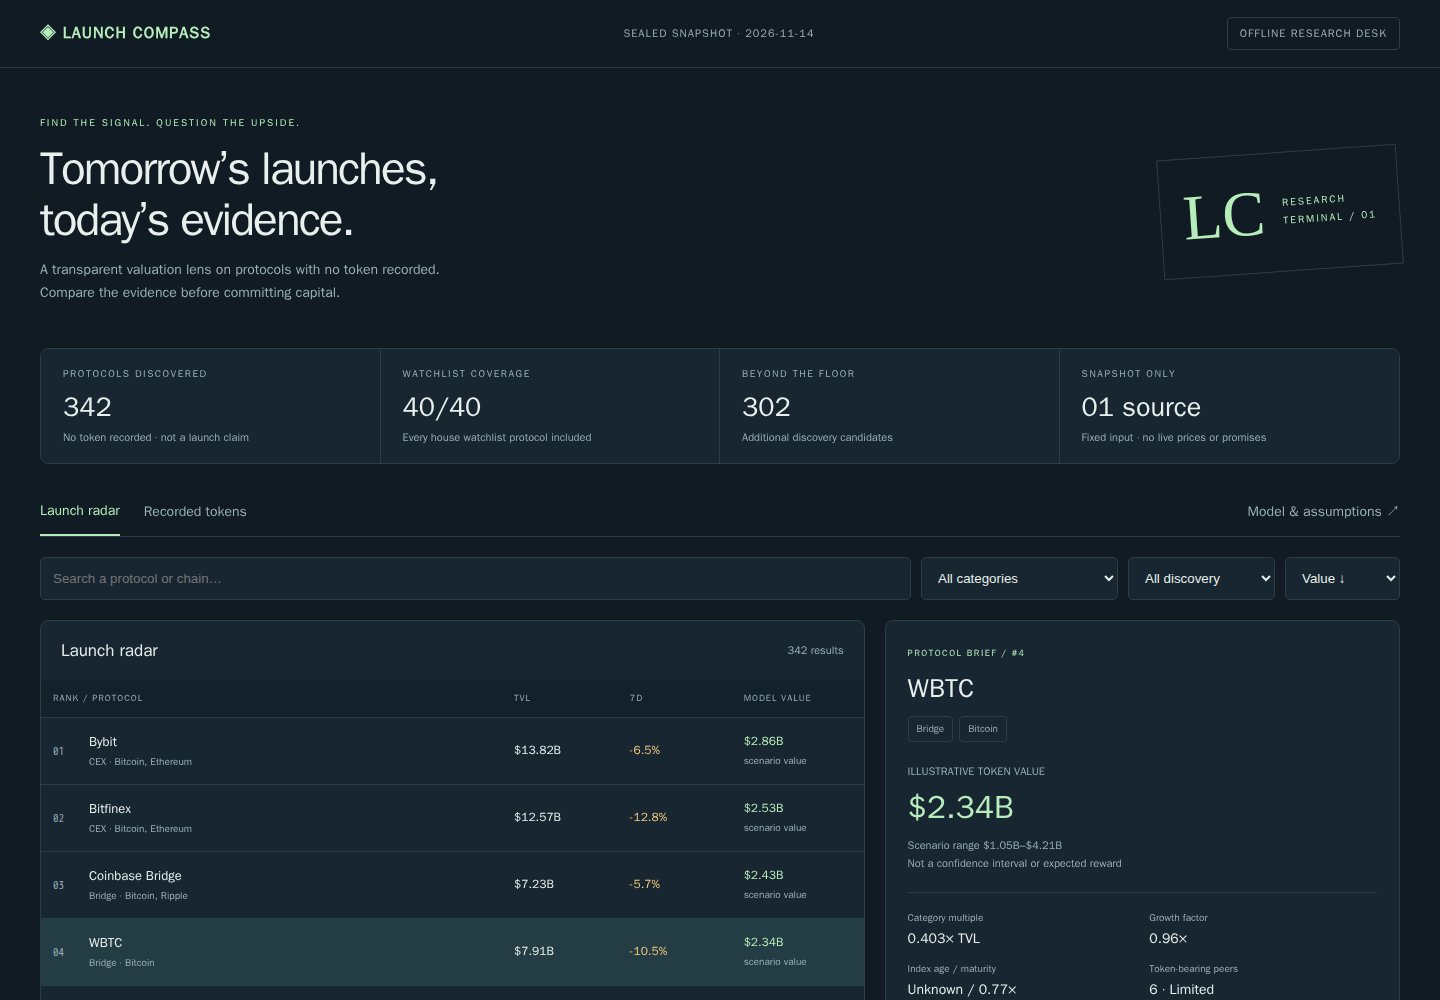 ◈ LAUNCH COMPASS
SEALED SNAPSHOT · 2026-11-14
OFFLINE RESEARCH DESK
FIND THE SIGNAL. QUESTION THE UPSIDE.
Tomorrow’s launches,
today’s evidence.
A transparent valuation lens on protocols with no token recorded.
Compare the evidence before committing capital.
LC
RESEARCH
TERMINAL / 01
PROTOCOLS DISCOVERED
342
No token recorded · not a launch claim
WATCHLIST COVERAGE
40/40
Every house watchlist protocol included
BEYOND THE FLOOR
302
Additional discovery candidates
SNAPSHOT ONLY
01 source
Fixed input · no live prices or promises
Launch radar
Recorded tokens
Model & assumptions ↗
Search a protocol or chain…
All categories
All discovery
Value ↓
Launch radar
342 results
RANK / PROTOCOL TVL 7D MODEL VALUE
01 Bybit $13.82B -6.5% $2.86B
CEX · Bitcoin, Ethereum scenario value
02 Bitfinex $12.57B -12.8% $2.53B
CEX · Bitcoin, Ethereum scenario value
03 Coinbase Bridge $7.23B -5.7% $2.43B
Bridge · Bitcoin, Ripple scenario value
04 WBTC $7.91B -10.5% $2.34B
Bridge · Bitcoin scenario value
PROTOCOL BRIEF / #4
WBTC
Bridge Bitcoin
ILLUSTRATIVE TOKEN VALUE
$2.34B
Scenario range $1.05B–$4.21B
Not a confidence interval or expected reward
Category multiple Growth factor
0.403× TVL 0.96×
Index age / maturity Token-bearing peers
Unknown / 0.77× 6 · Limited